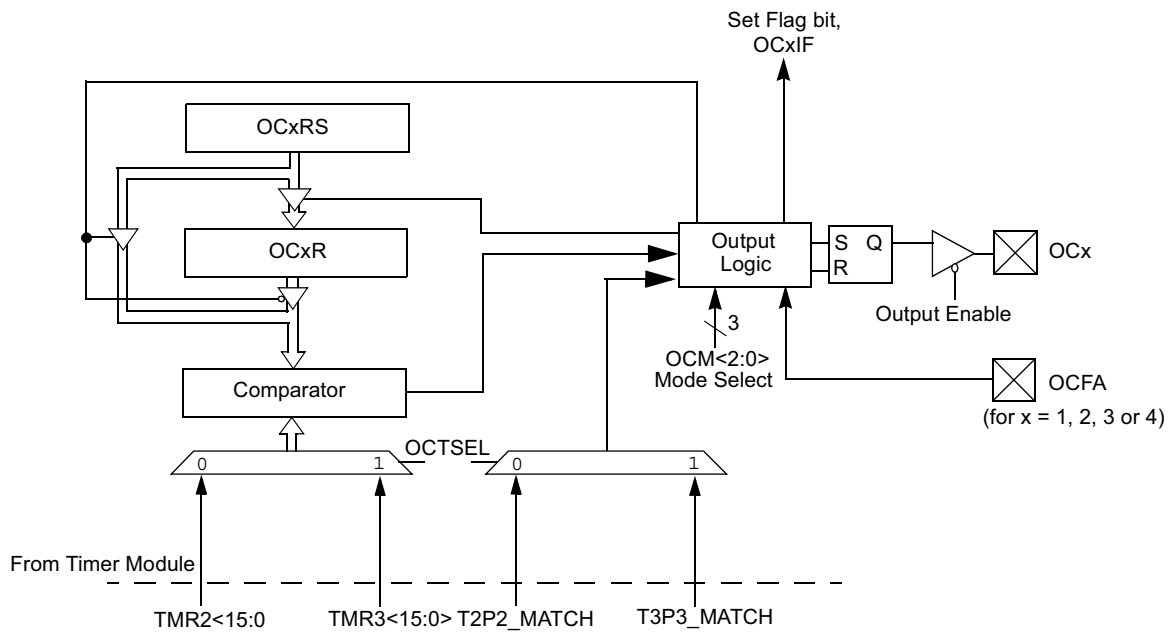 Set Flag bit,
OCxIF
OCxRS
OCxR
Output
Logic
S Q
R
OCx
Output Enable
3
OCM<2:0>
Mode Select
OCFA
(for x = 1, 2, 3 or 4)
Comparator
OCTSEL
0 1
0 1
From Timer Module
TMR2<15:0
TMR3<15:0>
T2P2_MATCH
T3P3_MATCH